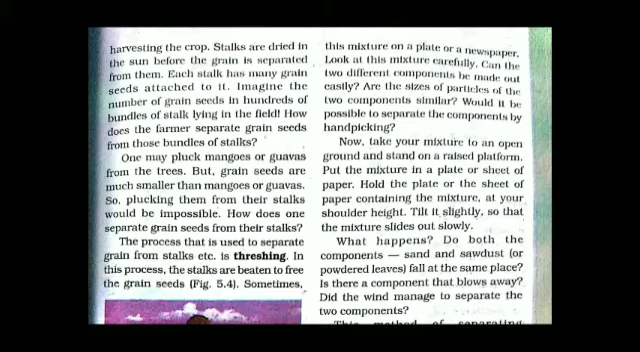 harvesting the crop. Stalks are dried in
the sun before the grain is separated
from them. Each stalk has many grain
seeds attached to it. Imagine the
number of grain seeds in hundreds of
bundles of stalk lying in the field! How
does the farmer separate grain seeds
from those bundles of stalks?
One may pluck mangoes or guavas
from the trees. But, grain seeds are
much smaller than mangoes or guavas.
So, plucking them from their stalks
would be impossible. How does one
separate grain seeds from their stalks?
The process that is used to separate
grain from stalks etc. is threshing. In
this process, the stalks are beaten to free
the grain seeds (Fig. 5.4). Sometimes,
this mixture on a plate or a newspaper.
Look at this mixture carefully. Can the
two different components be made out
easily? Are the sizes of particles of the
two components similar? Would it be
possible to separate the components by
handpicking?
Now, take your mixture to an open
ground and stand on a raised platform.
Put the mixture in a plate or sheet of
paper. Hold the plate or the sheet of
paper containing the mixture, at your
shoulder height. Tilt it slightly, so that
the mixture slides out slowly.
What happens? Do both the
components — sand and sawdust (or
powdered leaves) fall at the same place?
Is there a component that blows away?
Did the wind manage to separate the
two components?
This method of separating